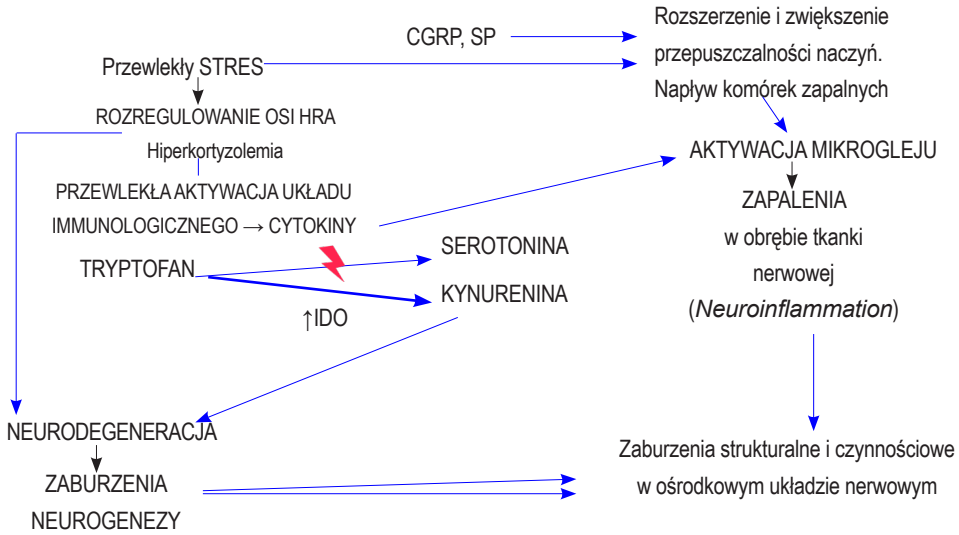 CGRP, SP
Rozszerzenie i zwiększenie
przepuszczalności naczyń.
Napływ komórek zapalnych
Przewlekły STRES
ROZREGULOWANIE OSI HRA
Hiperkortyzolemia
PRZEWLEKŁA AKTYWACJA UKŁADU
IMMUNOLOGICZNEGO → CYTOKINY
AKTYWACJA MIKROGLEJU
ZAPALENIA
w obrębie tkanki
nerwowej
(Neuroinflammation)
TRYPTOFAN
SEROTONINA
KYNURENINA
↑IDO
NEURODEGENERACJA
ZABURZENIA
NEUROGENEZY
Zaburzenia strukturalne i czynnościowe
w ośrodkowym układzie nerwowym